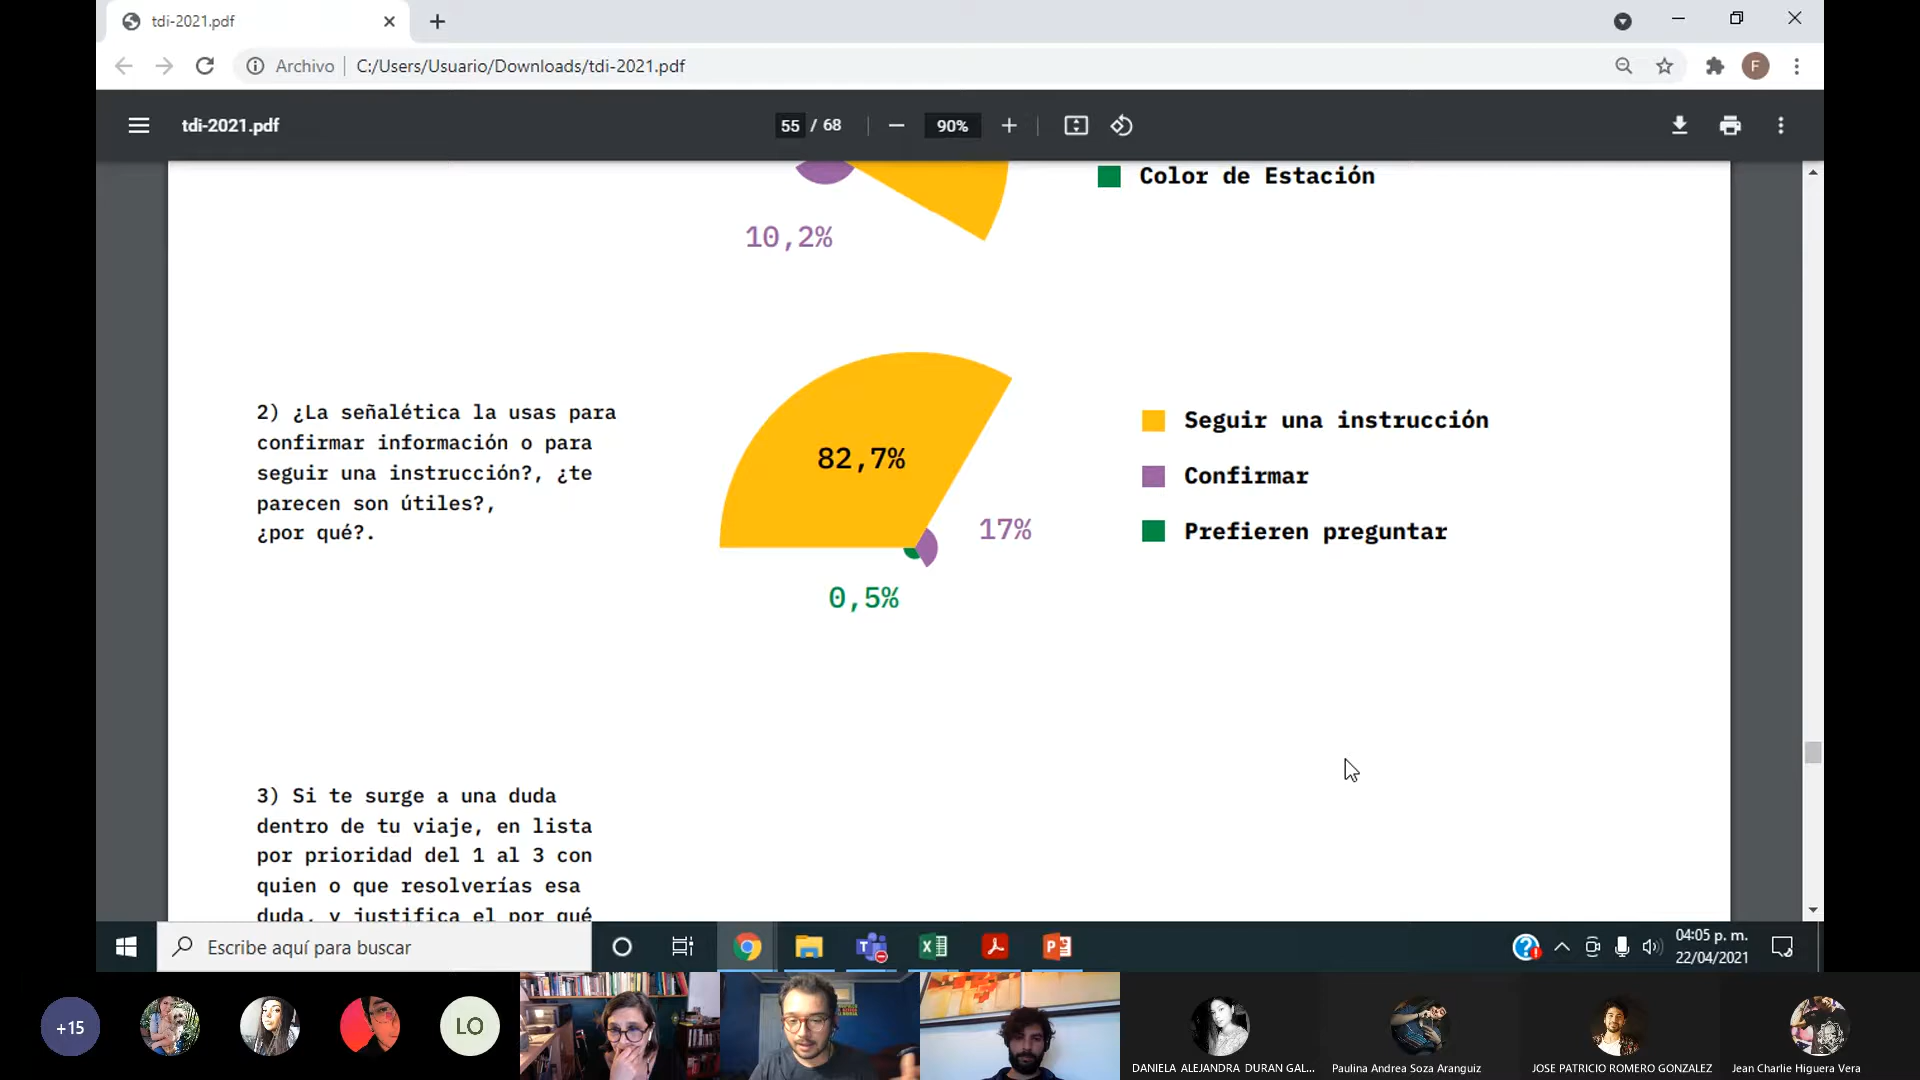 tdi-2021.pdf
Archivo
C:/Users/Usuario/Downloads/tdi-2021.pdf
F
tdi-2021.pdf
55 / 68
90%
Color de Estación
10,2%
2) ¿La señalética la usas para
confirmar información o para
seguir una instrucción?, ¿te
parecen son útiles?,
¿por qué?.
82,7%
17%
0,5%
Seguir una instrucción
Confirmar
Prefieren preguntar
3) Si te surge a una duda
dentro de tu viaje, en lista
por prioridad del 1 al 3 con
quien o que resolverías esa
duda, y justifica el por qué
Escribe aquí para buscar
04:05 p. m.
22/04/2021
+15
LO
DANIELA ALEJANDRA DURAN GAL...
Paulina Andrea Soza Aranguiz
JOSE PATRICIO ROMERO GONZALEZ
Jean Charlie Higuera Vera